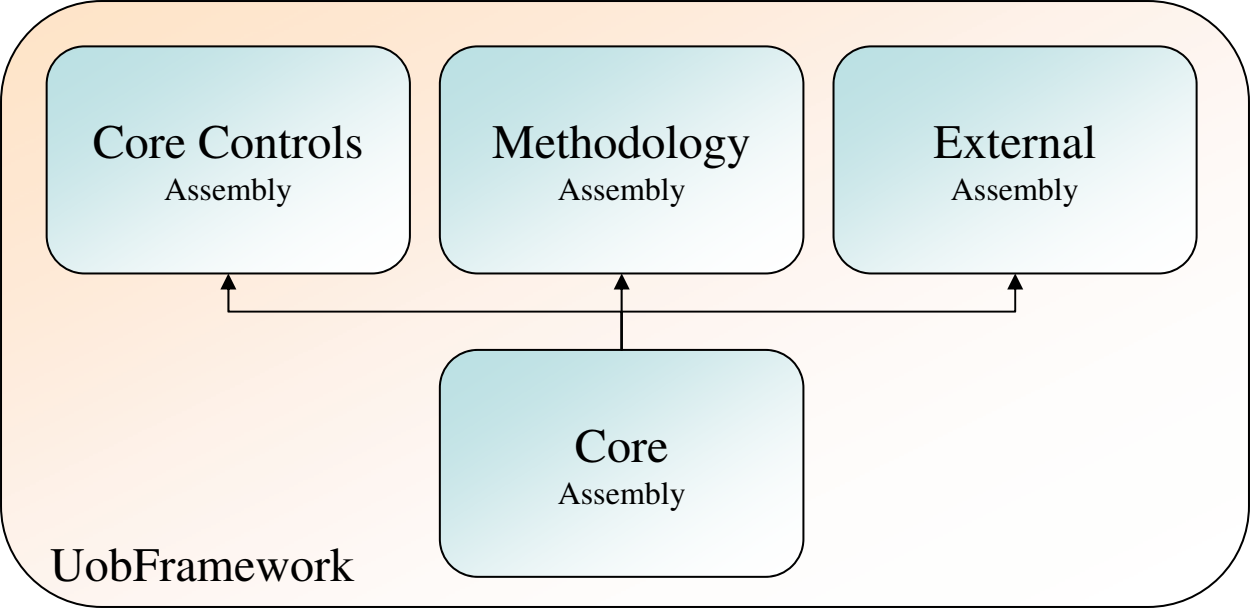 Core Controls
Assembly
Methodology
Assembly
External
Assembly
Core
Assembly
UobFramework